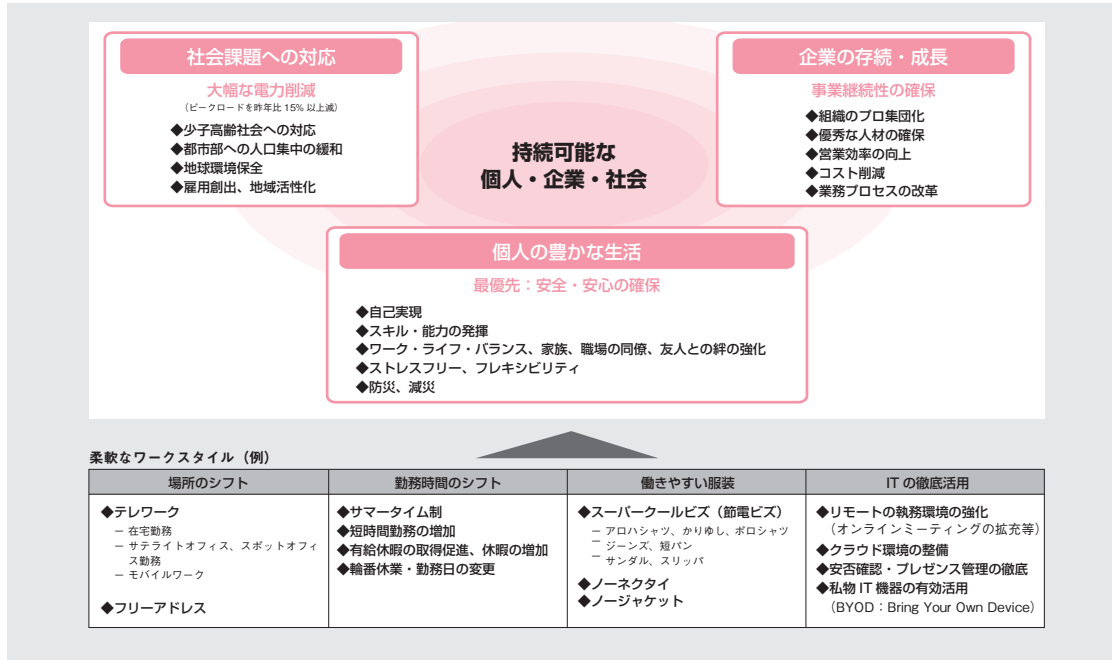 社会課題への対応
大幅な電力削減
（ピークロードを昨年比 15% 以上減）
◆少子高齢社会への対応
◆都市部への人口集中の緩和
◆地球環境保全
◆雇用創出、地域活性化
持続可能な
個人・企業・社会
企業の存続・成長
事業継続性の確保
◆組織のプロ集団化
◆優秀な人材の確保
◆営業効率の向上
◆コスト削減
◆業務プロセスの改革
個人の豊かな生活
最優先：安全・安心の確保
◆自己実現
◆スキル・能力の発揮
◆ワーク・ライフ・バランス、家族、職場の同僚、友人との絆の強化
◆ストレスフリー、フレキシビリティ
◆防災、減災
柔軟なワークスタイル（例）
場所のシフト
◆テレワーク
－ 在宅勤務
－ サテライトオフィス、スポットオフィ
ス勤務
－ モバイルワーク
◆フリーアドレス
勤務時間のシフト
◆サマータイム制
◆短時間勤務の増加
◆有給休暇の取得促進、休暇の増加
◆輪番休業・勤務日の変更
働きやすい服装
◆スーパークールビズ（節電ビズ）
－ アロハシャツ、かりゆし、ポロシャツ
－ ジーンズ、短パン
－ サンダル、スリッパ
◆ノーネクタイ
◆ノージャケット
IT の徹底活用
◆リモートの執務環境の強化
（オンラインミーティングの拡充等）
◆クラウド環境の整備
◆安否確認・プレゼンス管理の徹底
◆私物 IT 機器の有効活用
（BYOD：Bring Your Own Device）